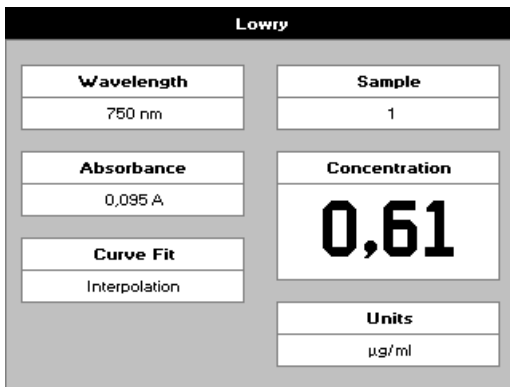 Lowry
Wavelength
750 nm
Sample
1
Absorbance
0,095 A
Concentration
0,61
Curve Fit
Interpolation
Units
µg/ml